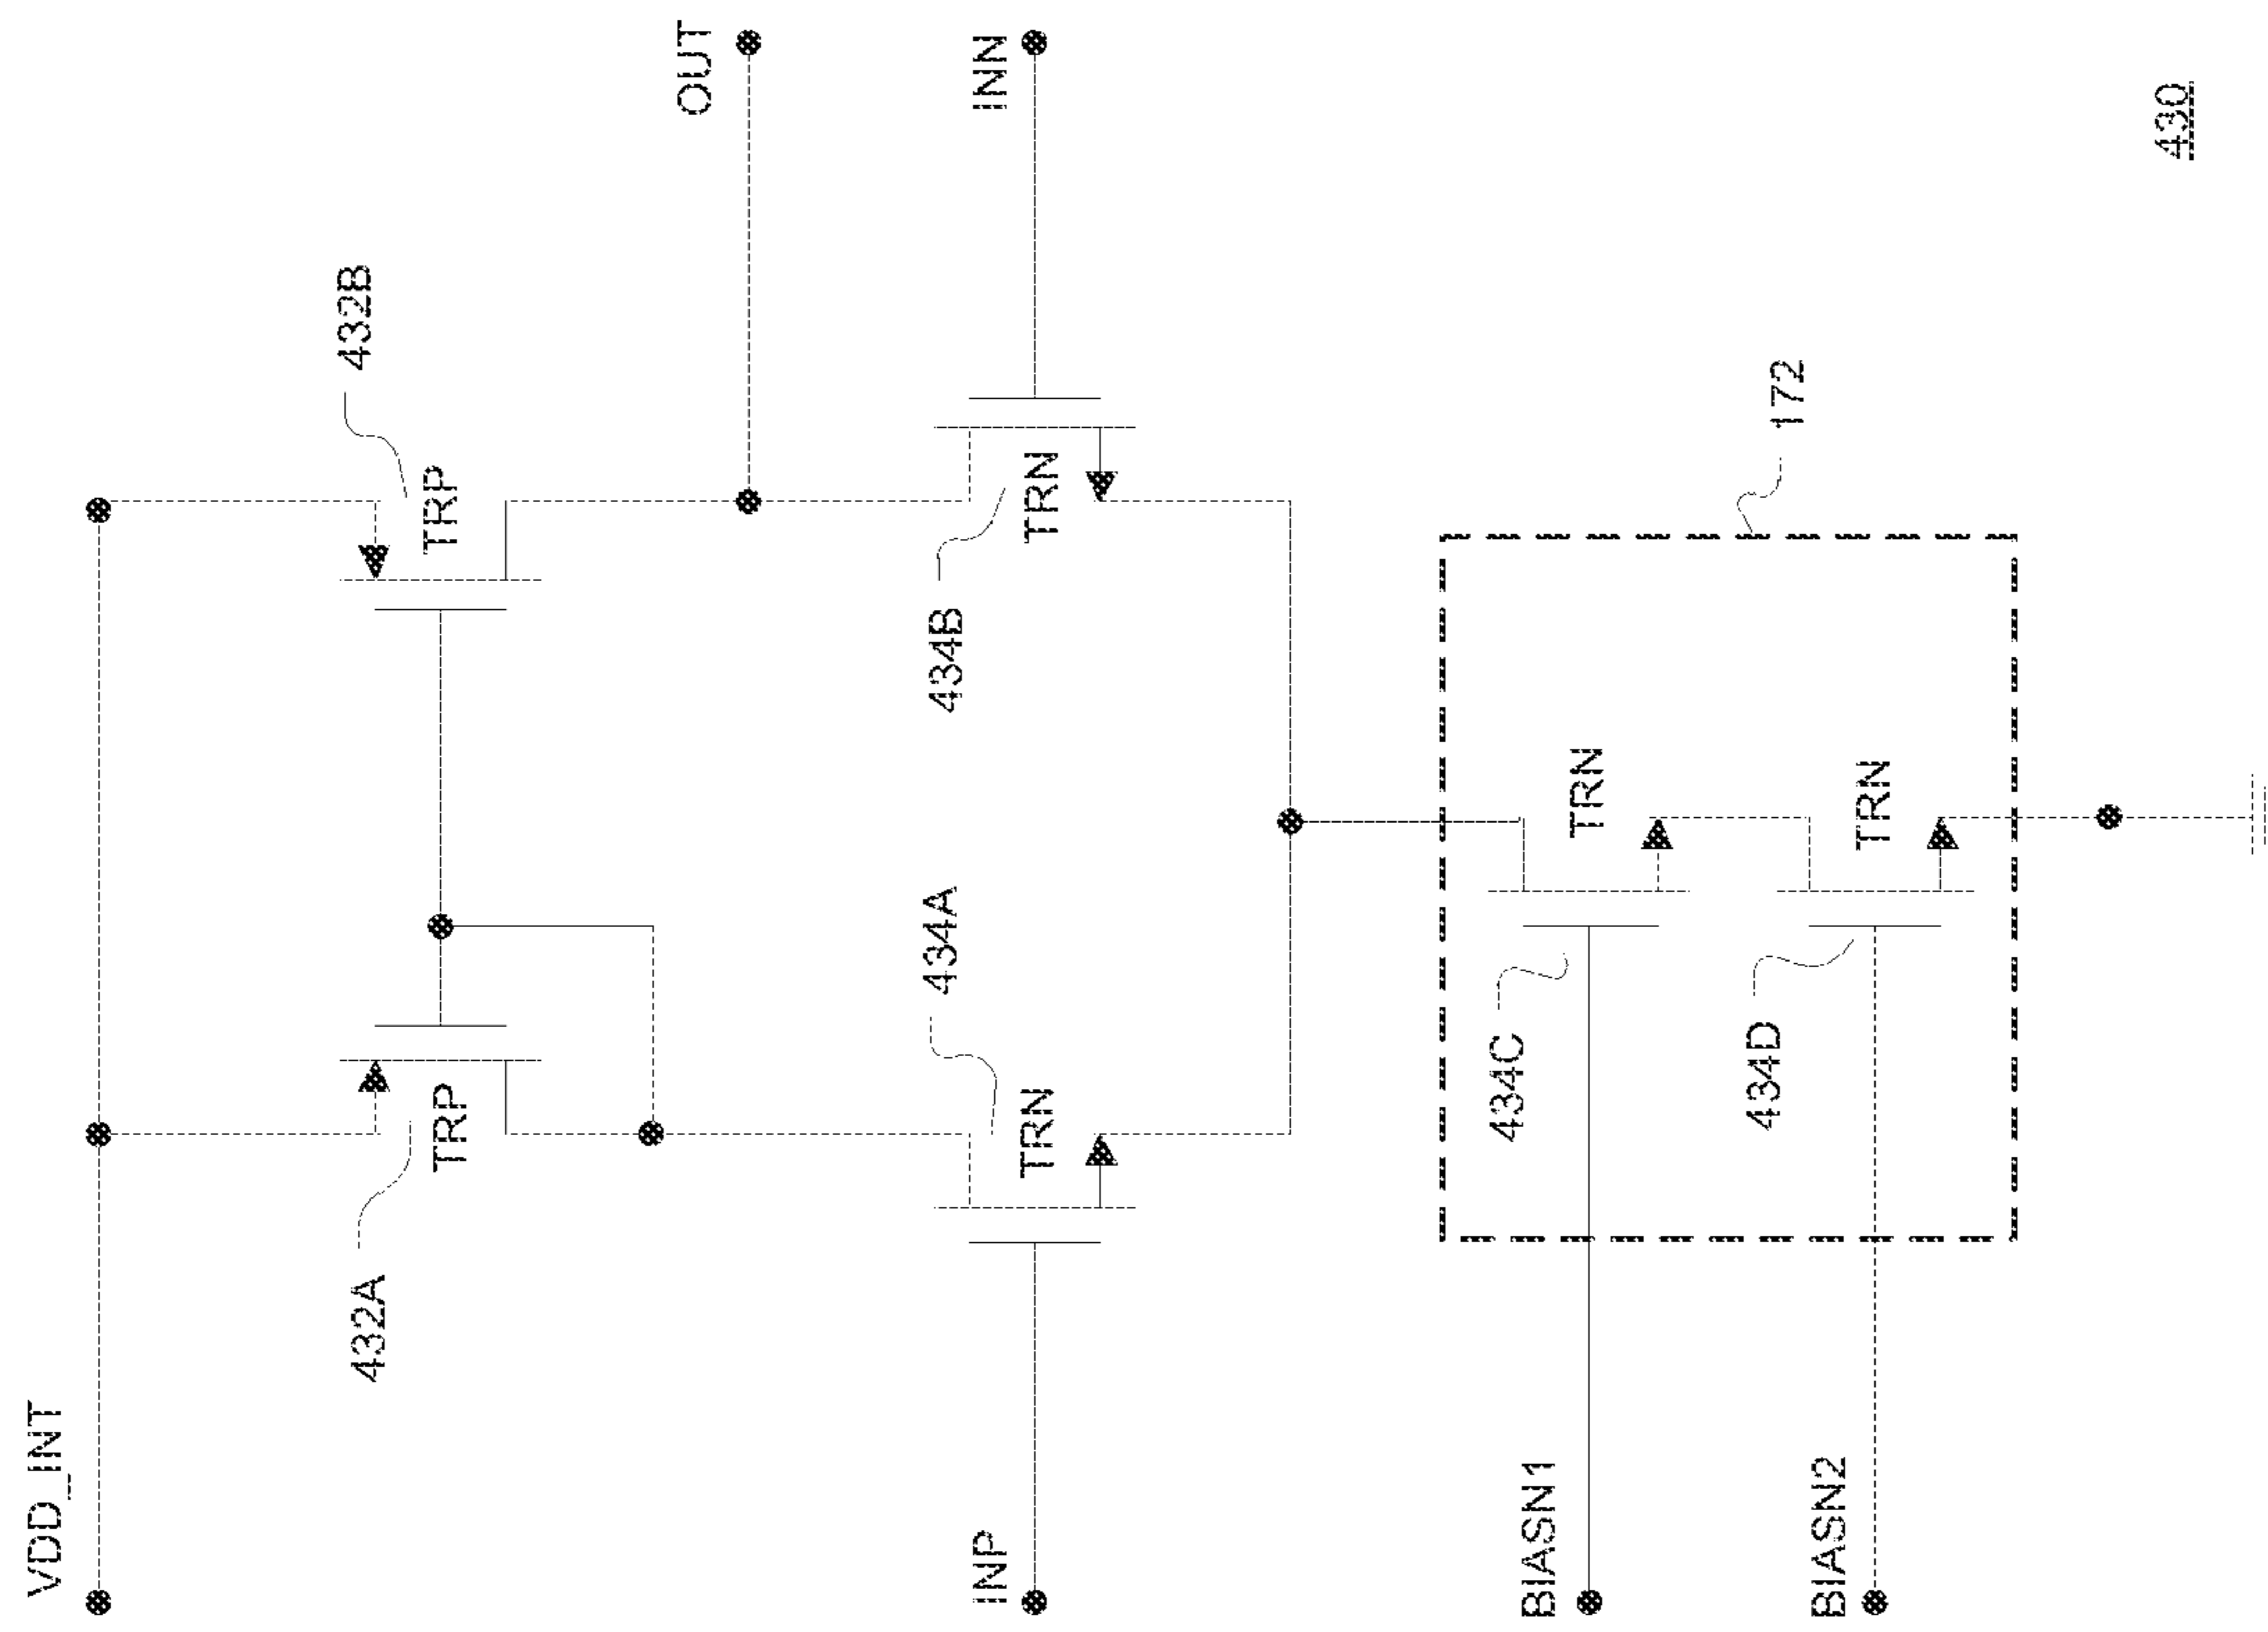 VDD_INT
432A
TRP
432B
TRP
OUT
INP
434A
TRN
434B
TRN
INN
BIASN1
434C
TRN
172
BIASN2
434D
TRN
430